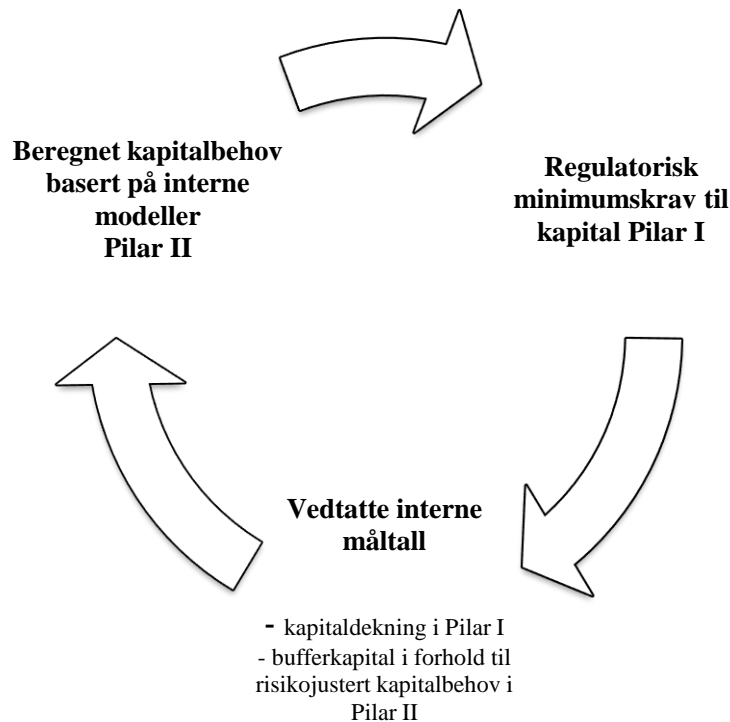 Beregnet kapitalbehov
basert på interne
modeller
Pilar II
Regulatorisk
minimumskrav til
kapital Pilar I
Vedtatte interne
måltall
- kapitaldekning i Pilar I
- bufferkapital i forhold til
risikojustert kapitalbehov i
Pilar II